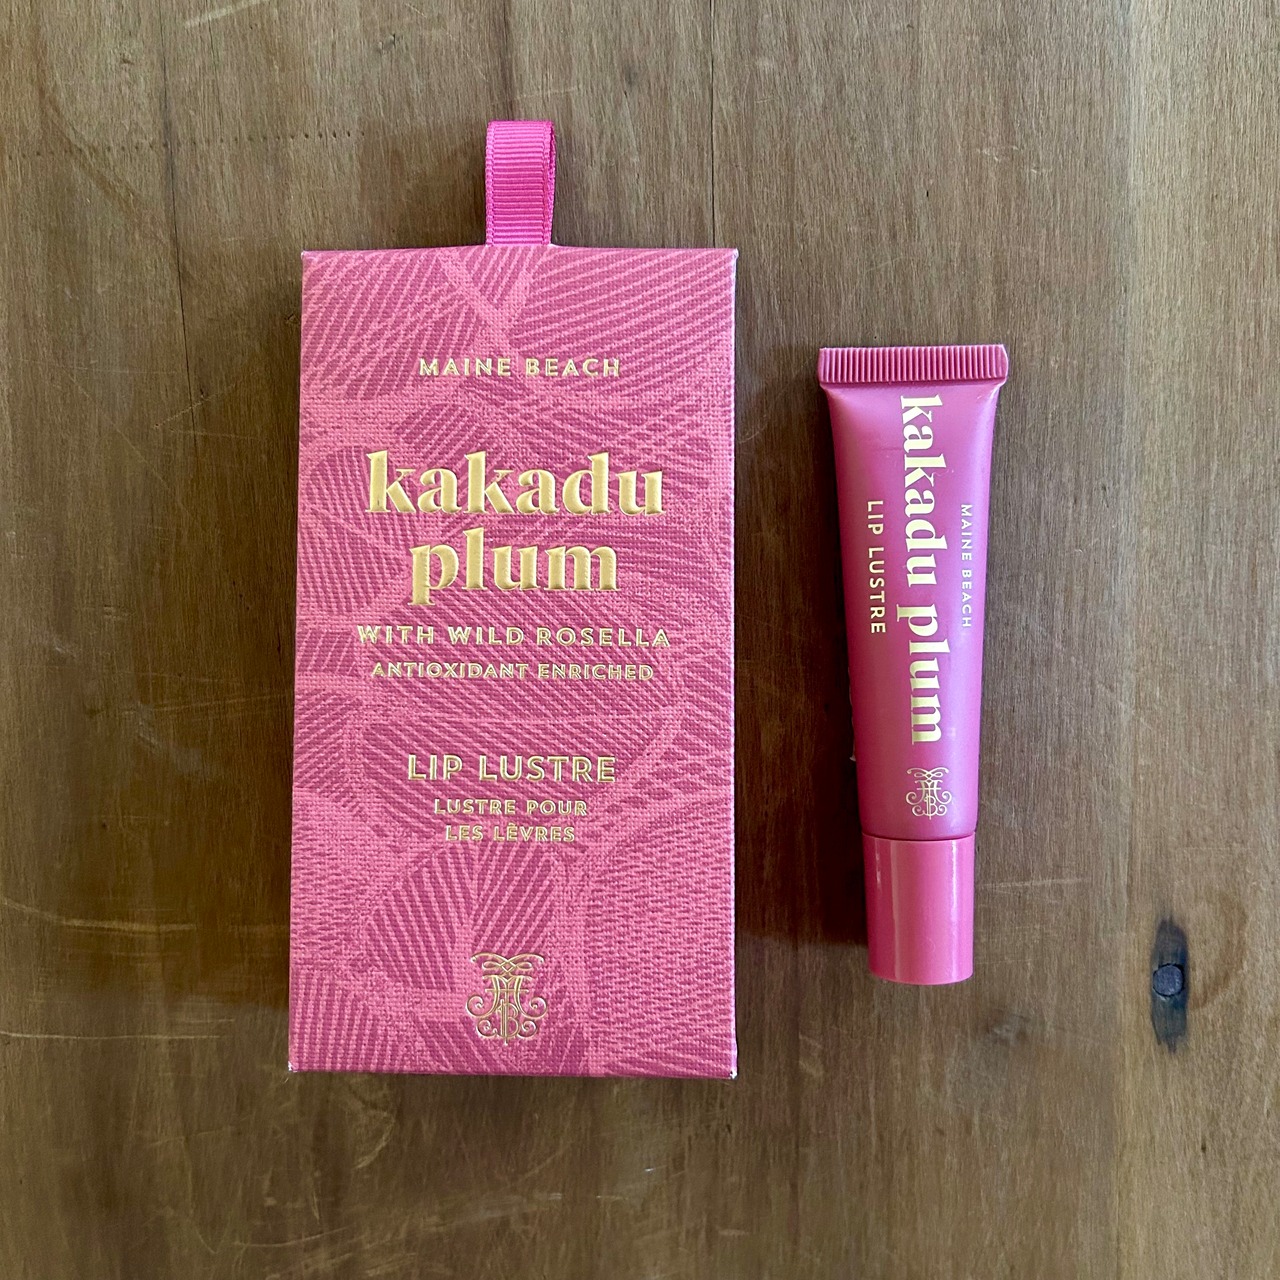 MAINE BEACH
kakadu
plum
WITH WILD ROSELLA
ANTIOXIDANT ENRICHED
LIP LUSTRE
LUSTRE POUR
LES LÈVRES
MAINE BEACH
kakadu plum
LIP LUSTRE